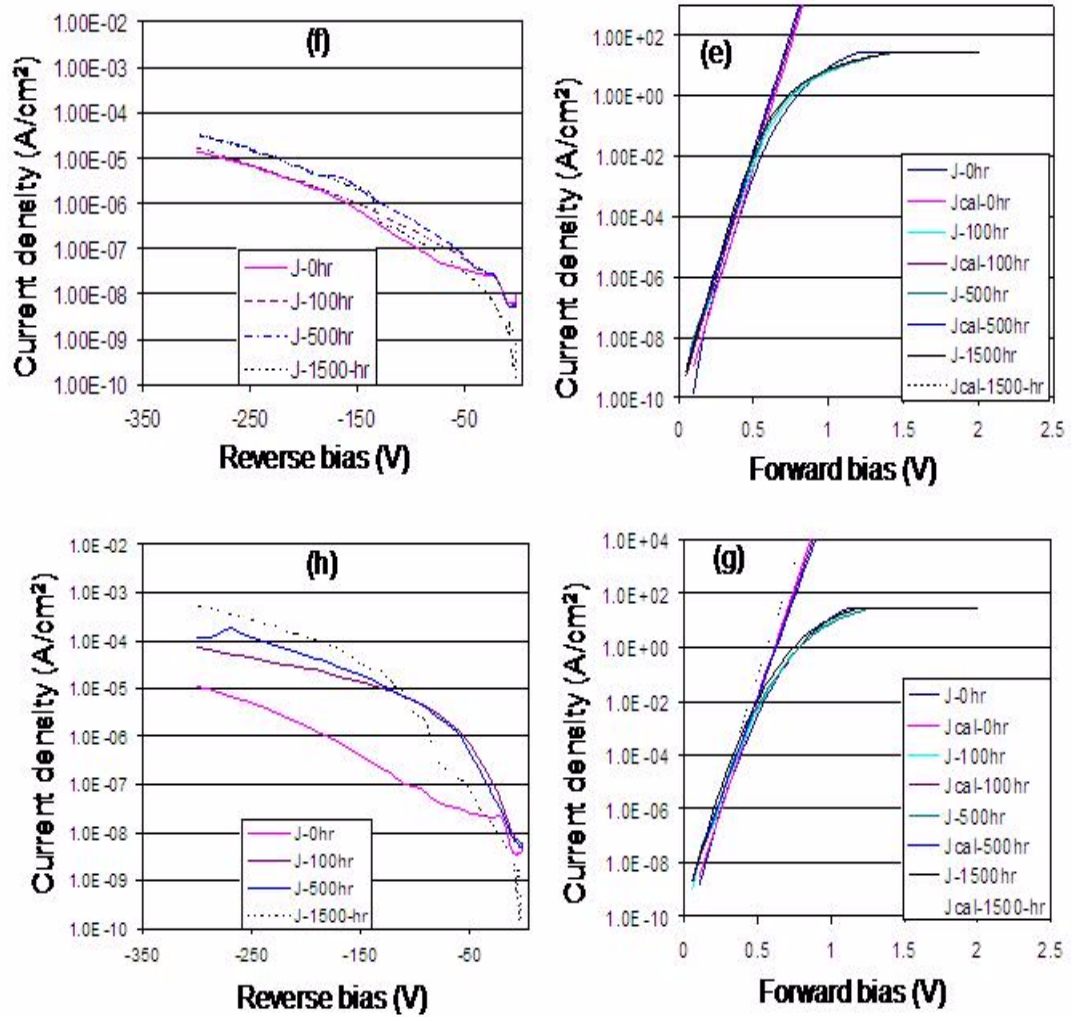 (f)
Current density (A/cm²)
1.00E-02
1.00E-03
1.00E-04
1.00E-05
1.00E-06
1.00E-07
1.00E-08
1.00E-09
1.00E-10
J-0hr
J-100hr
J-500hr
J-1500-hr
-350
-250
-150
-50
Reverse bias (V)
(e)
Current density (A/cm²)
1.00E+02
1.00E+00
1.00E-02
1.00E-04
1.00E-06
1.00E-08
1.00E-10
J-0hr
Jcal-0hr
J-100hr
Jcal-100hr
J-500hr
Jcal-500hr
J-1500hr
Jcal-1500-hr
0
0.5
1
1.5
2
2.5
Forward bias (V)
(h)
Current density (A/cm²)
1.0E-02
1.0E-03
1.0E-04
1.0E-05
1.0E-06
1.0E-07
1.0E-08
1.0E-09
1.0E-10
J-0hr
J-100hr
J-500hr
J-1500-hr
-350
-250
-150
-50
Reverse bias (V)
(g)
Current density (A/cm²)
1.0E+04
1.0E+02
1.0E+00
1.0E-02
1.0E-04
1.0E-06
1.0E-08
1.0E-10
J-0hr
Jcal-0hr
J-100hr
Jcal-100hr
J-500hr
Jcal-500hr
J-1500hr
Jcal-1500-hr
0
0.5
1
1.5
2
2.5
Forward bias (V)